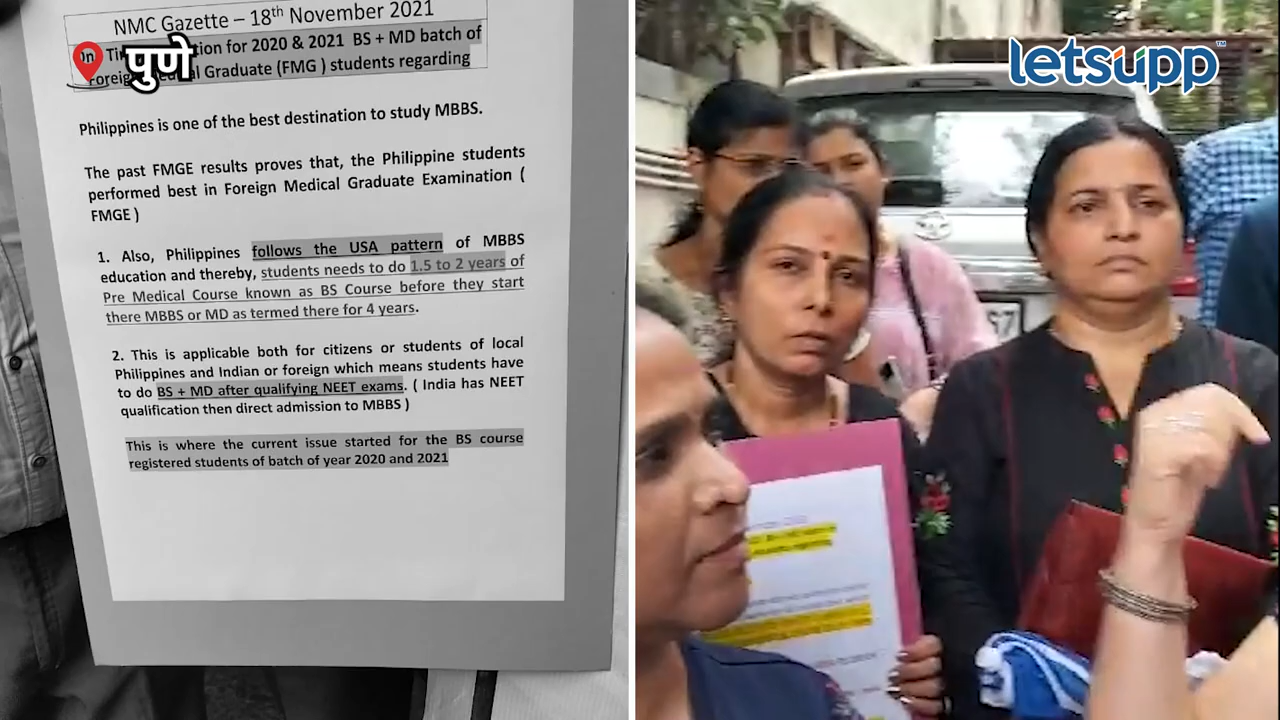 NMC Gazette – 18th November 2021
for 2020 & 2021 BS + MD batch of
Graduate (FMG ) students regarding
पुणे
Philippines is one of the best destination to study MBBS.
The past FMGE results proves that, the Philippine students
performed best in Foreign Medical Graduate Examination (
FMGE )
1. Also, Philippines follows the USA pattern of MBBS
education and thereby, students needs to do 1.5 to 2 years of
Pre Medical Course known as BS Course before they start
there MBBS or MD as termed there for 4 years.
2. This is applicable both for citizens or students of local
Philippines and Indian or foreign which means students have
to do BS + MD after qualifying NEET exams. ( India has NEET
qualification then direct admission to MBBS )
This is where the current issue started for the BS course
registered students of batch of year 2020 and 2021
letsupp™